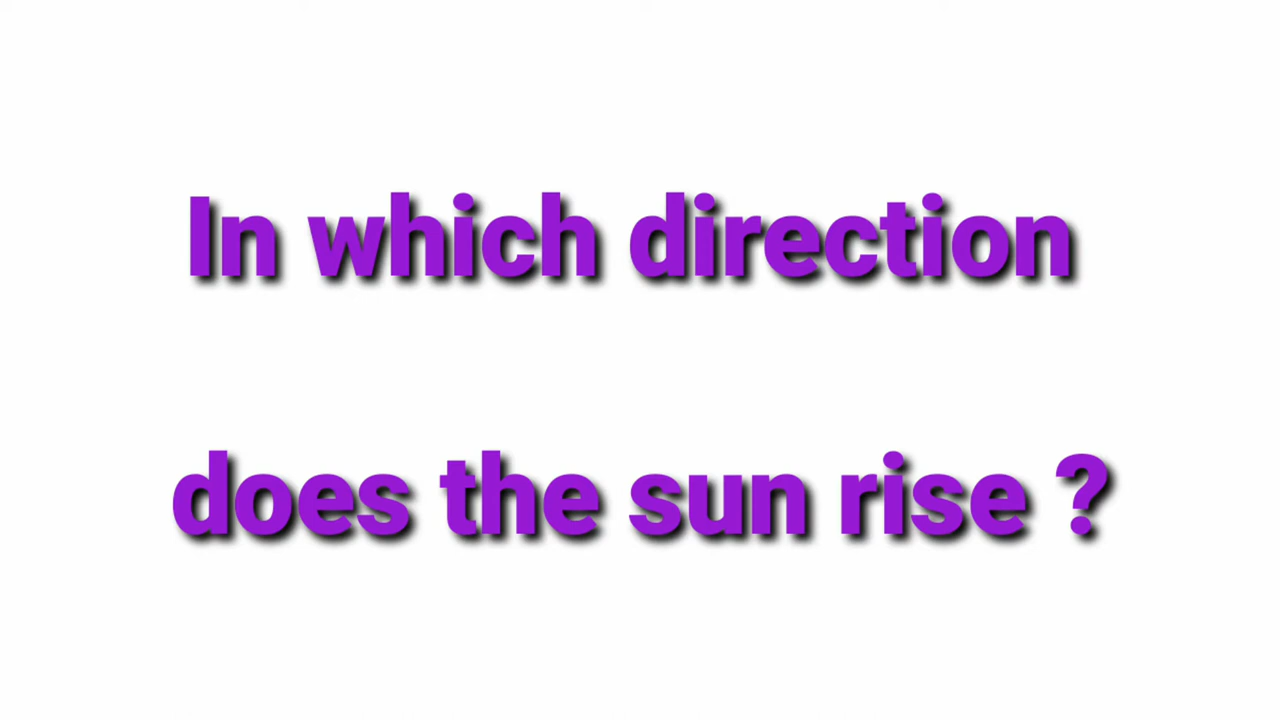 In which direction
does the sun rise ?